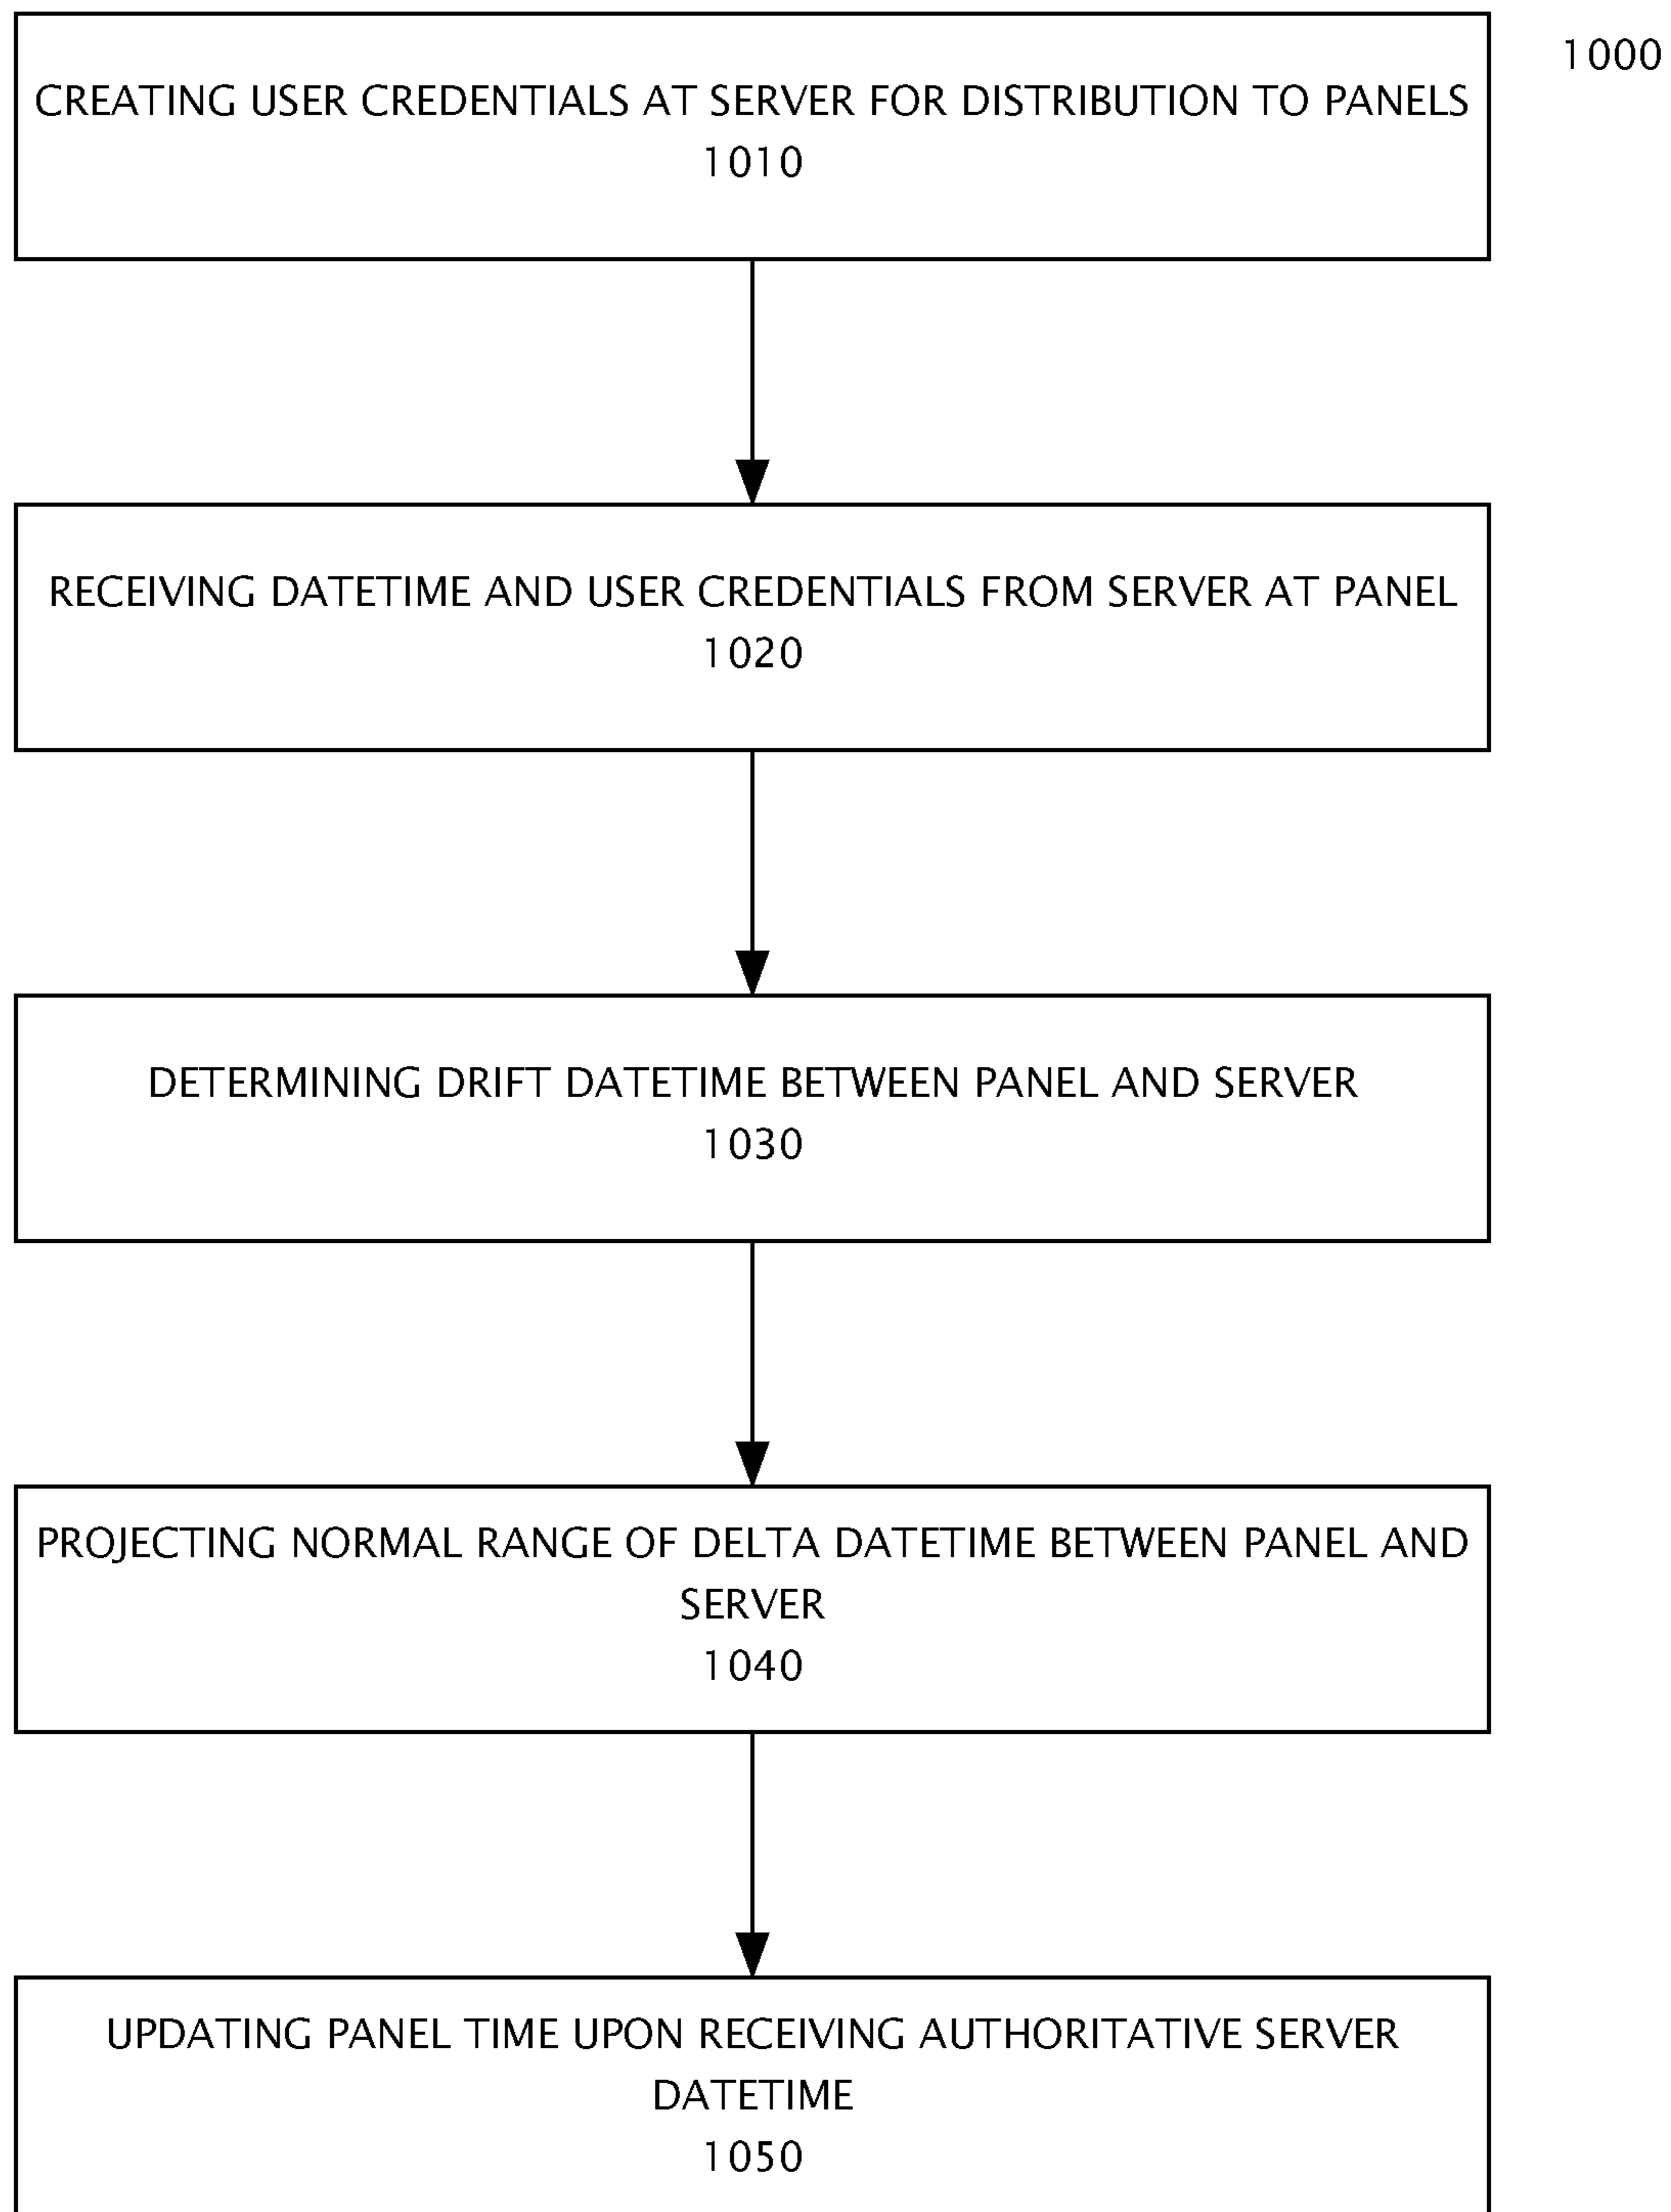 1000
CREATING USER CREDENTIALS AT SERVER FOR DISTRIBUTION TO PANELS
1010
RECEIVING DATETIME AND USER CREDENTIALS FROM SERVER AT PANEL
1020
DETERMINING DRIFT DATETIME BETWEEN PANEL AND SERVER
1030
PROJECTING NORMAL RANGE OF DELTA DATETIME BETWEEN PANEL AND
SERVER
1040
UPDATING PANEL TIME UPON RECEIVING AUTHORITATIVE SERVER
DATETIME
1050